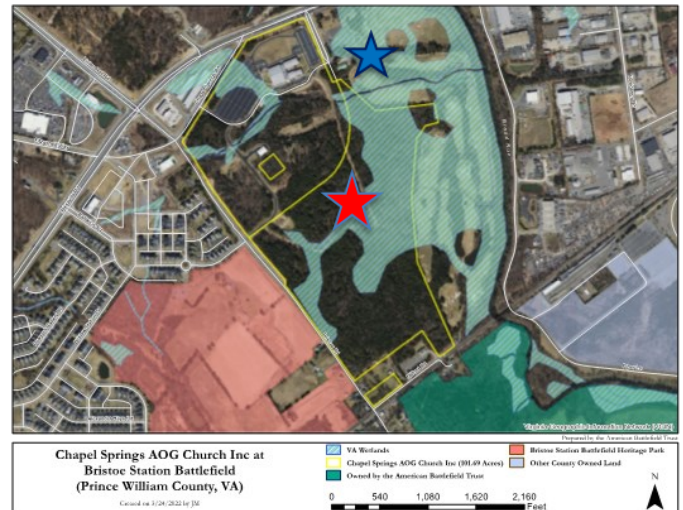 Virginia Geographic Information Network (VGIN)
Prepared by the American Battlefield Trust
Chapel Springs AOG Church Inc at
Bristoe Station Battlefield
(Prince William County, VA)
Created on 3/24/2022 by JM
VA Wetlands
Chapel Springs AOG Church Inc (101.69 Acres)
Owned by the American Battlefield Trust
Bristoe Station Battlefield Heritage Park
Other County Owned Land
0 540 1,080 1,620 2,160
Feet
N